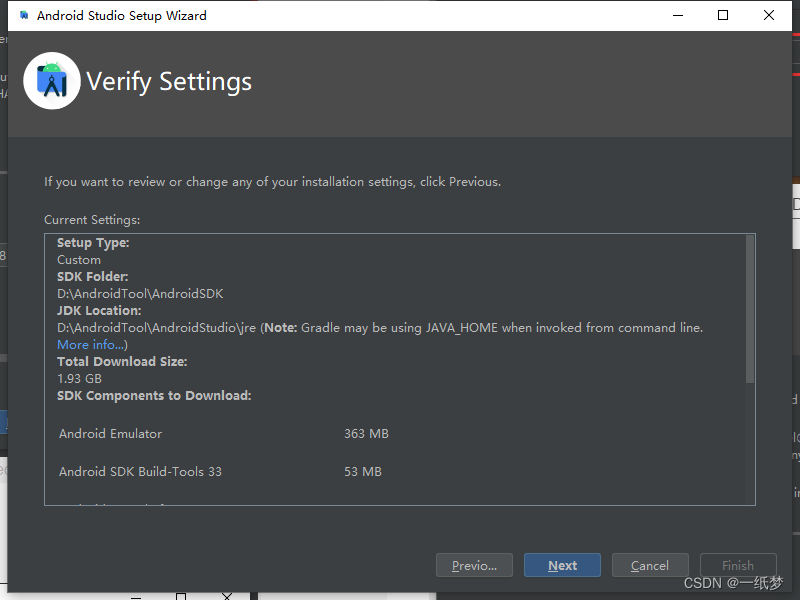 Android Studio Setup Wizard
Verify Settings
If you want to review or change any of your installation settings, click Previous.
Current Settings:
Setup Type:
Custom
SDK Folder:
D:\AndroidTool\AndroidSDK
JDK Location:
D:\AndroidTool\AndroidStudio\jre (Note: Gradle may be using JAVA_HOME when invoked from command line.
More info...)
Total Download Size:
1.93 GB
SDK Components to Download:
Android Emulator 363 MB
Android SDK Build-Tools 33 53 MB
Previo... Next Cancel Finish
CSDN @一纸梦